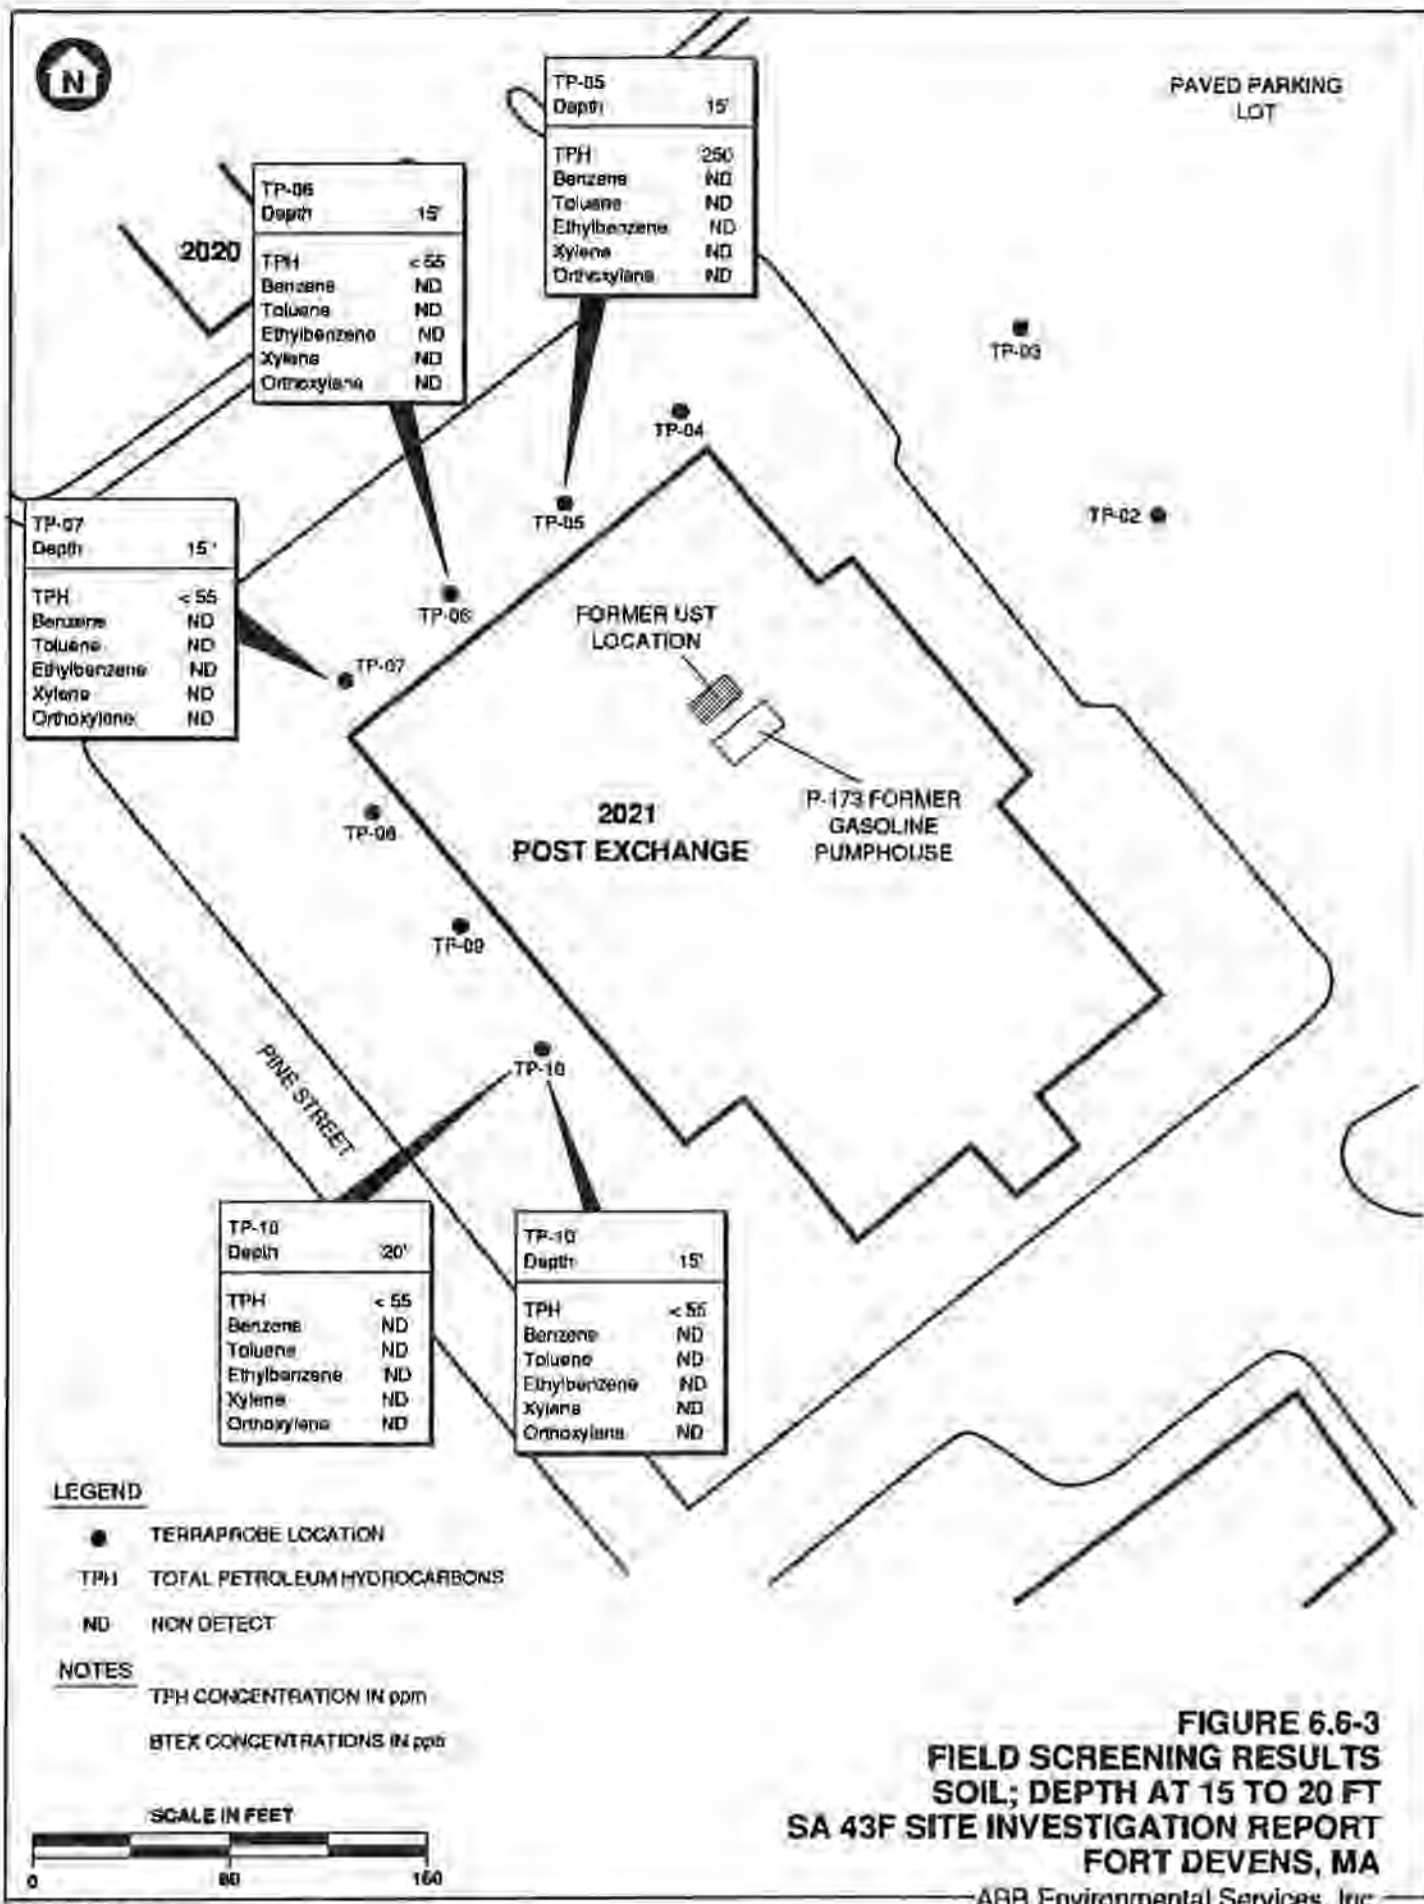 N
PAVED PARKING
LOT
TP-05
Depth 15'
TPH 250
Benzene ND
Toluene ND
Ethylbenzene ND
Xylene ND
Orthoxylene ND
TP-06
Depth 15'
TPH < 55
Benzene ND
Toluene ND
Ethylbenzene ND
Xylene ND
Orthoxylene ND
2020
TP-03
TP-04
TP-02
TP-05
TP-07
Depth 15'
TPH < 55
Benzene ND
Toluene ND
Ethylbenzene ND
Xylene ND
Orthoxylene ND
TP-06
TP-07
FORMER UST
LOCATION
2021
POST EXCHANGE
P-173 FORMER
GASOLINE
PUMPHOUSE
TP-08
TP-09
TP-10
PINE STREET
TP-10
Depth 20'
TPH < 55
Benzene ND
Toluene ND
Ethylbenzene ND
Xylene ND
Orthoxylene ND
TP-10
Depth 15'
TPH < 55
Benzene ND
Toluene ND
Ethylbenzene ND
Xylene ND
Orthoxylene ND
LEGEND
TERRAPROBE LOCATION
TPH TOTAL PETROLEUM HYDROCARBONS
ND NON DETECT
NOTES
TPH CONCENTRATION IN ppm
BTEX CONCENTRATIONS IN ppb
SCALE IN FEET
0 80 160
FIGURE 6.6-3
FIELD SCREENING RESULTS
SOIL; DEPTH AT 15 TO 20 FT
SA 43F SITE INVESTIGATION REPORT
FORT DEVENS, MA
ABB Environmental Services, Inc.